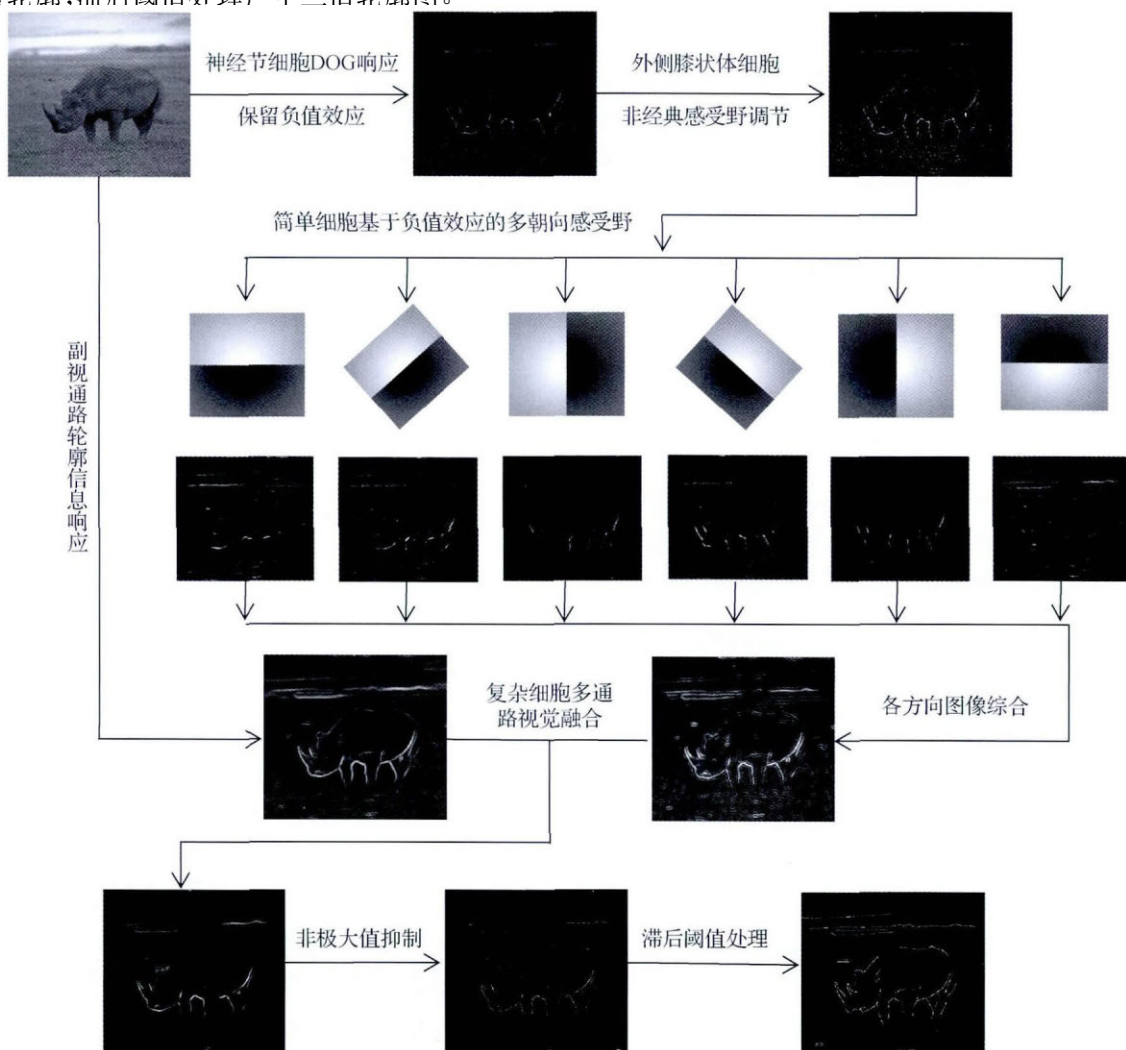 神经节细胞DOG响应
保留负值效应
外侧膝状体细胞
非经典感受野调节
简单细胞基于负值效应的多朝向感受野
副视通路轮廓信息响应
复杂细胞多通
路视觉融合
各方向图像综合
非极大值抑制
滞后阈值处理